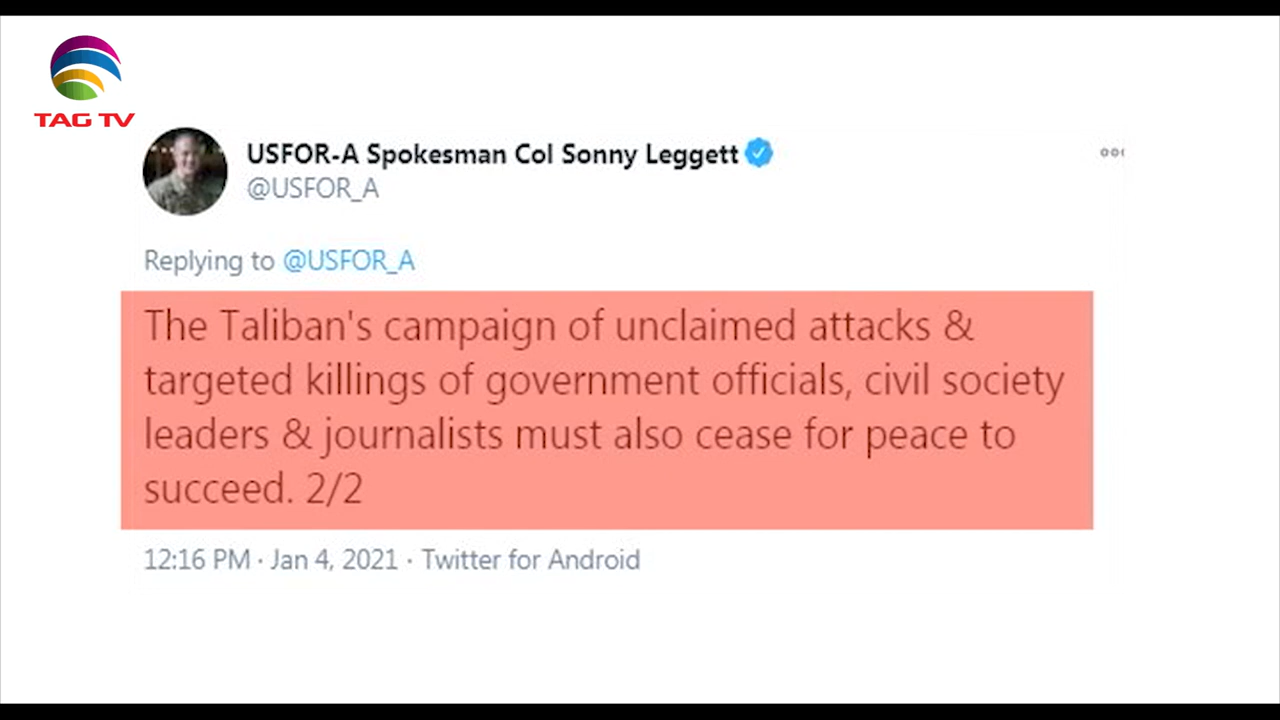 TAG TV
USFOR-A Spokesman Col Sonny Leggett
@USFOR_A
Replying to @USFOR_A
The Taliban's campaign of unclaimed attacks &
targeted killings of government officials, civil society
leaders & journalists must also cease for peace to
succeed. 2/2
12:16 PM · Jan 4, 2021 · Twitter for Android